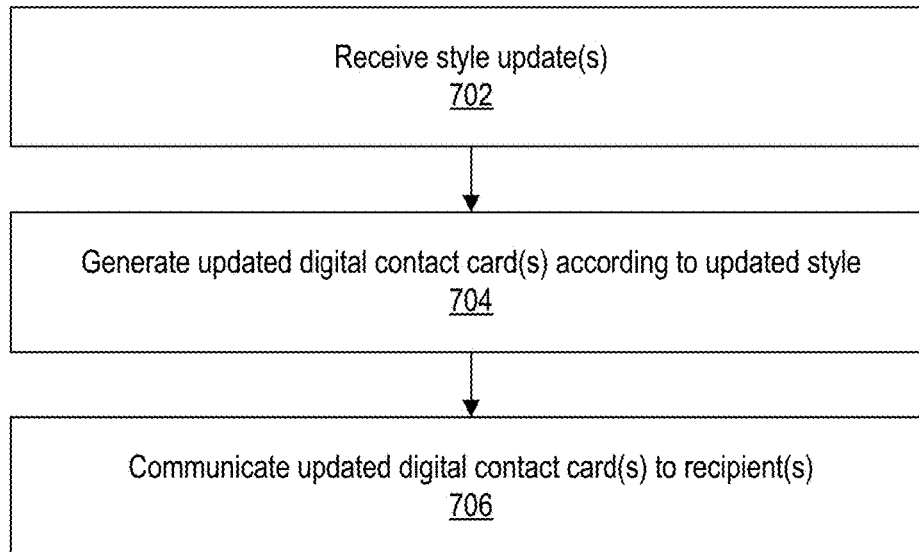 Receive style update(s)
702
Generate updated digital contact card(s) according to updated style
704
Communicate updated digital contact card(s) to recipient(s)
706